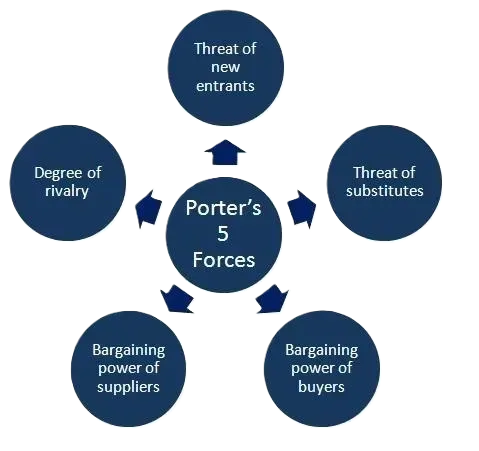 Threat of
new
entrants
Degree of
rivalry
Threat of
substitutes
Porter’s
5
Forces
Bargaining
power of
suppliers
Bargaining
power of
buyers